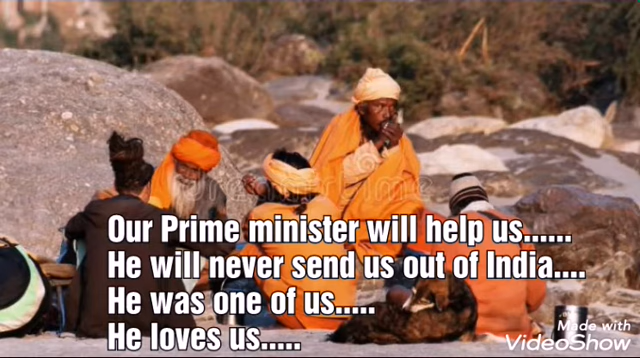 Our Prime minister will help us......
He will never send us out of India....
He was one of us.....
He loves us.....
Made with
VideoShow